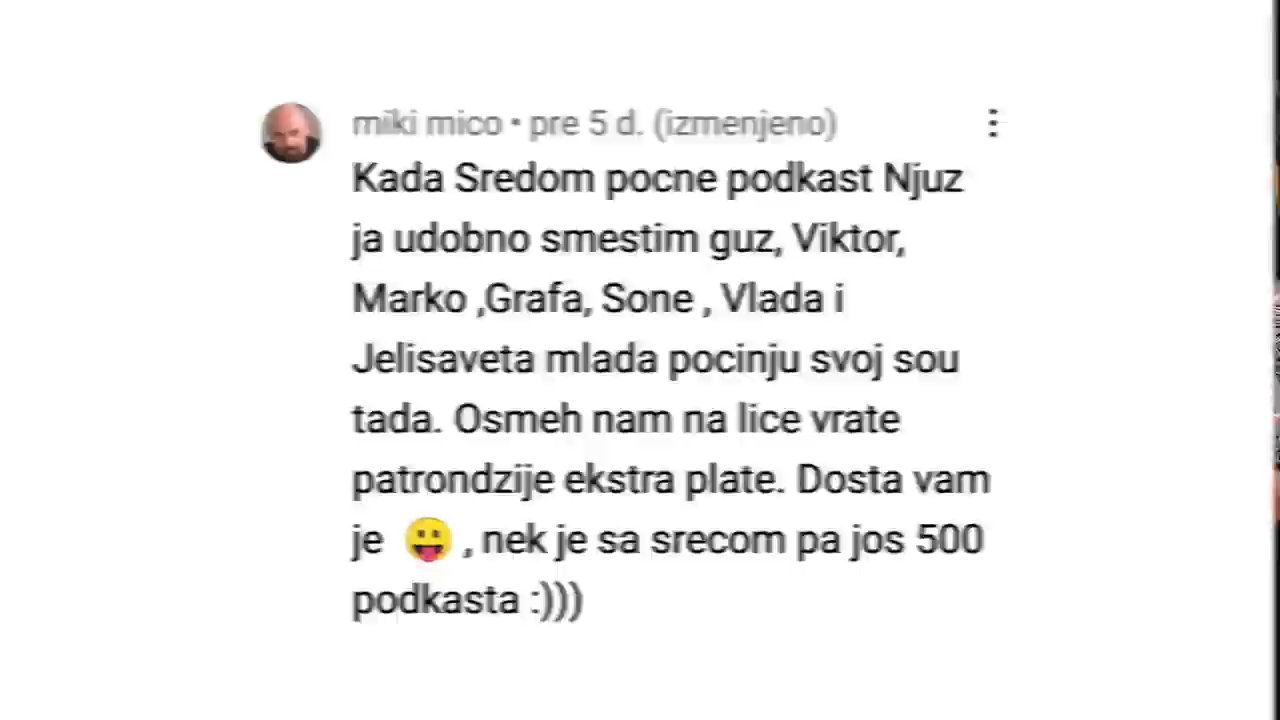 miki mico • pre 5 d. (izmenjeno)
Kada Sredom pocne podkast Njuz
ja udobno smestim guz, Viktor,
Marko ,Grafa, Sone , Vlada i
Jelisaveta mlada pocinju svoj sou
tada. Osmeh nam na lice vrate
patrondzije ekstra plate. Dosta vam
je 😛 , nek je sa srecom pa jos 500
podkasta :)))